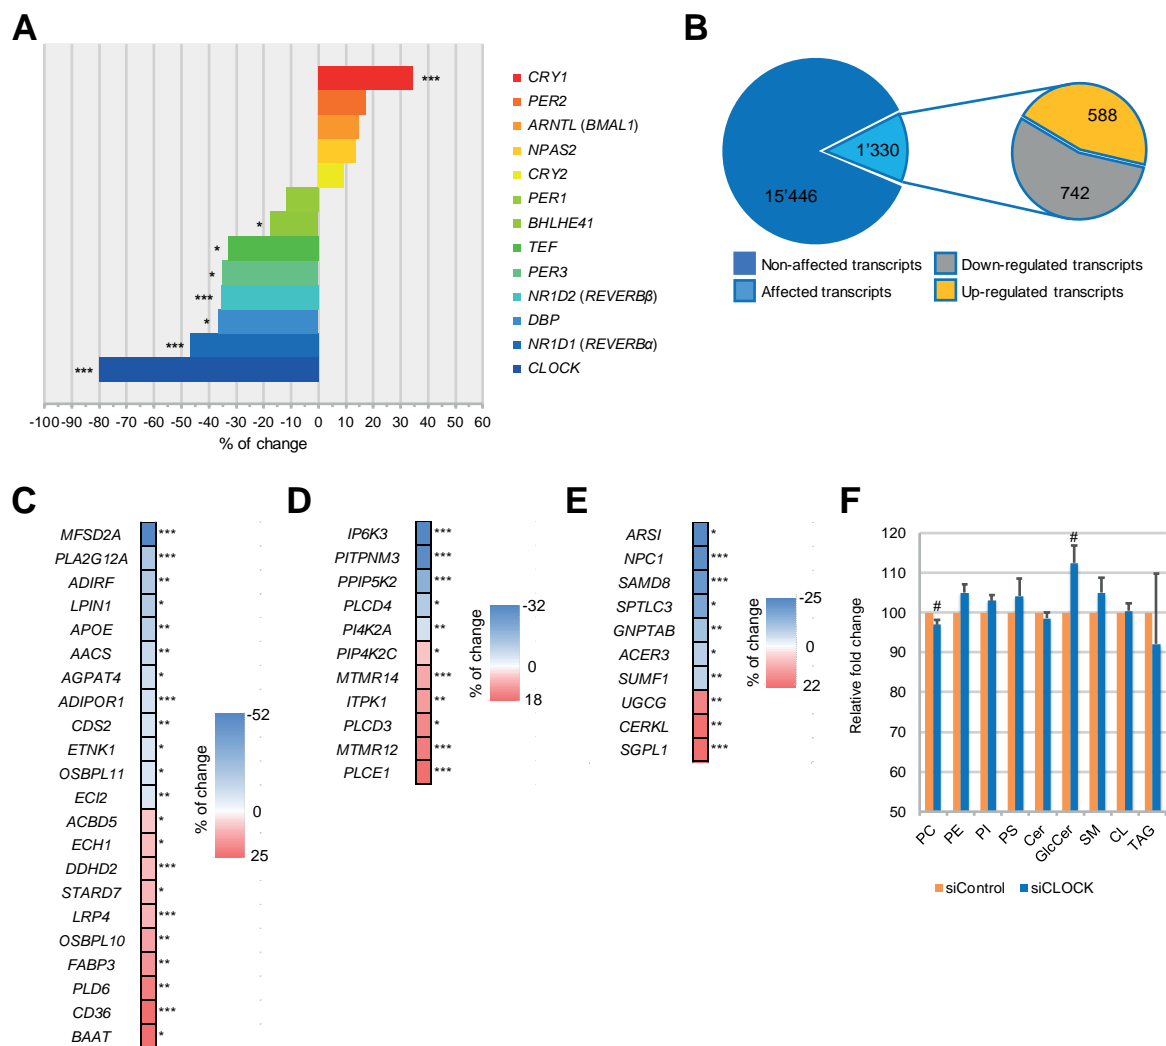 A
***
*
*
*
***
*
***
***
CRY1
PER2
ARNTL (BMAL1)
NPAS2
CRY2
PER1
BHLHE41
TEF
PER3
NR1D2 (REVERBβ)
DBP
NR1D1 (REVERBα)
CLOCK
-100 -90 -80 -70 -60 -50 -40 -30 -20 -10 0 10 20 30 40 50 60
% of change
B
15'446
1'330
588
742
Non-affected transcripts
Affected transcripts
Down-regulated transcripts
Up-regulated transcripts
C
MFSD2A ***
PLA2G12A ***
ADIRF **
LPIN1 *
APOE **
AACS **
AGPAT4 *
ADIPOR1 ***
CDS2 **
ETNK1 *
OSBPL11 *
ECI2 **
ACBD5 *
ECH1 *
DDHD2 ***
STARD7 *
LRP4 ***
OSBPL10 **
FABP3 **
PLD6 **
CD36 ***
BAAT *
% of change
-52
0
25
D
IP6K3 ***
PITPNM3 ***
PPIP5K2 ***
PLCD4 *
PI4K2A **
PIP4K2C *
MTMR14 ***
ITPK1 **
PLCD3 *
MTMR12 ***
PLCE1 ***
% of change
-32
0
18
E
ARSI *
NPC1 ***
SAMD8 ***
SPTLC3 *
GNPTAB **
ACER3 *
SUMF1 **
UGCG **
CERKL **
SGPL1 ***
% of change
-25
0
22
F
Relative fold change
120
110
100
90
80
70
60
50
#
#
PC PE PI PS Cer GlcCer SM CL TAG
siControl siCLOCK